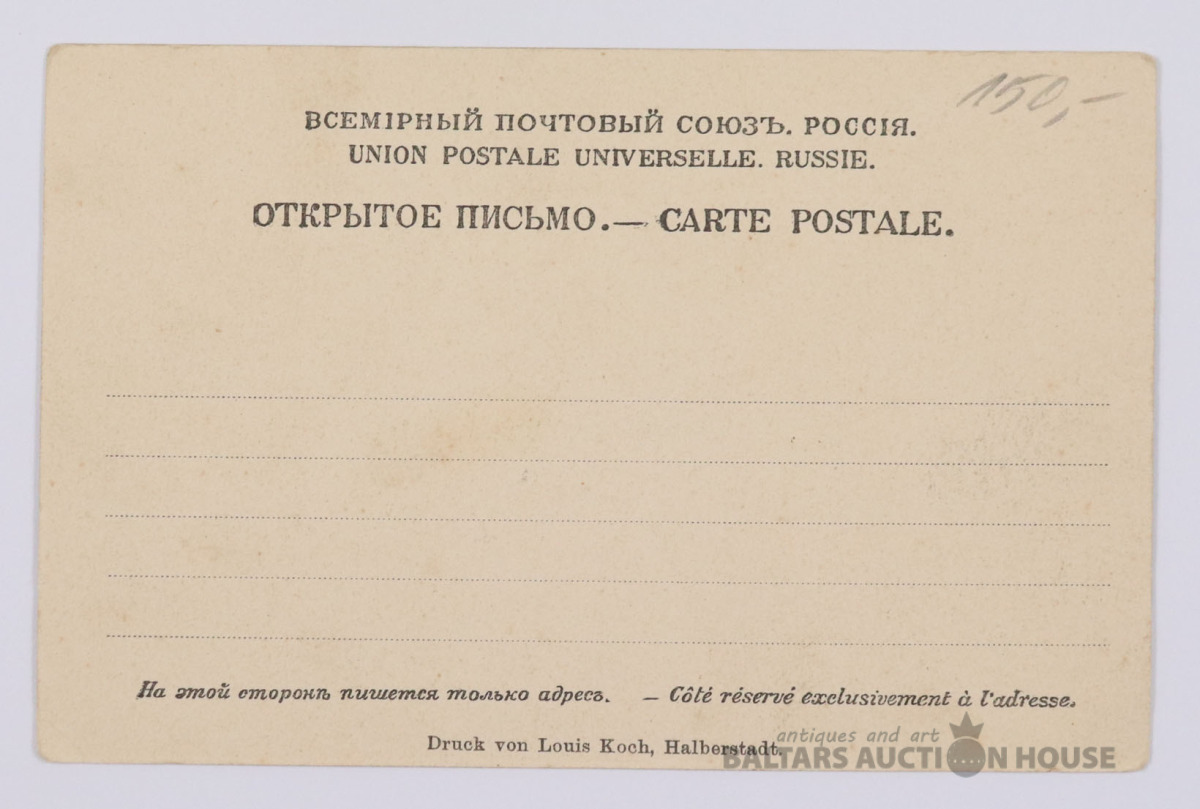 150,-
ВСЕМІРНЫЙ ПОЧТОВЫЙ СОЮЗЪ. РОССІЯ.
UNION POSTALE UNIVERSELLE. RUSSIE.
ОТКРЫТОЕ ПИСЬМО.— CARTE POSTALE.
На этой сторонѣ пишется только адресъ. — Côté réservé exclusivement à l'adresse.
Druck von Louis Koch, Halberstadt.
antiques and art
BALTARS AUCTION HOUSE